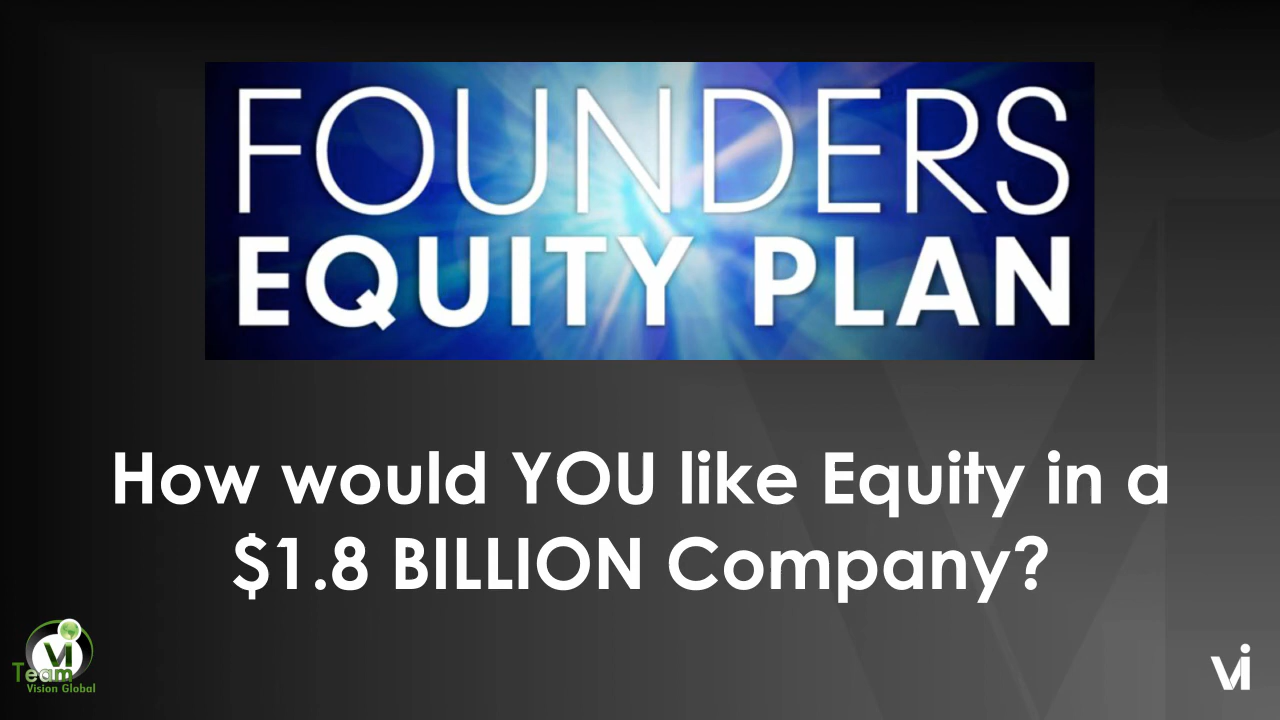 FOUNDERS
EQUITY PLAN
How would YOU like Equity in a
$1.8 BILLION Company?
vi
Team
Vision Global
vi